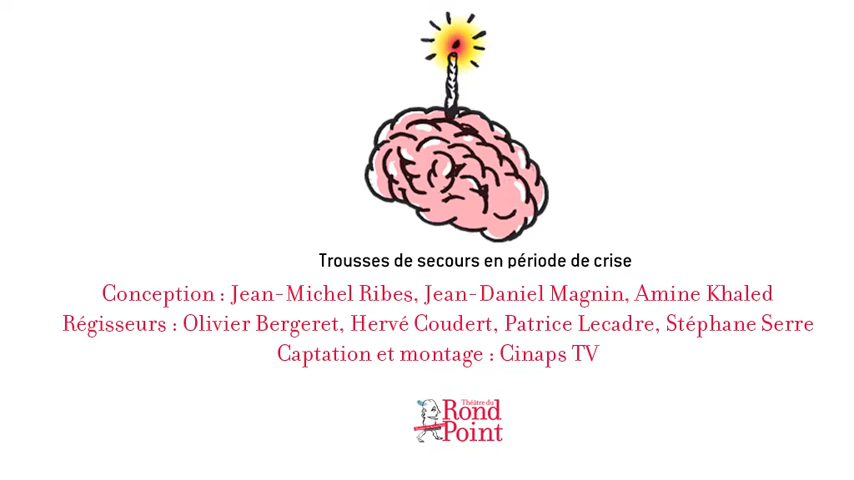 Trousses de secours en période de crise
Conception : Jean-Michel Ribes, Jean-Daniel Magnin, Amine Khaled
Régisseurs : Olivier Bergeret, Hervé Coudert, Patrice Lecadre, Stéphane Serre
Captation et montage : Cinaps TV
Théâtre du
Rond
Point